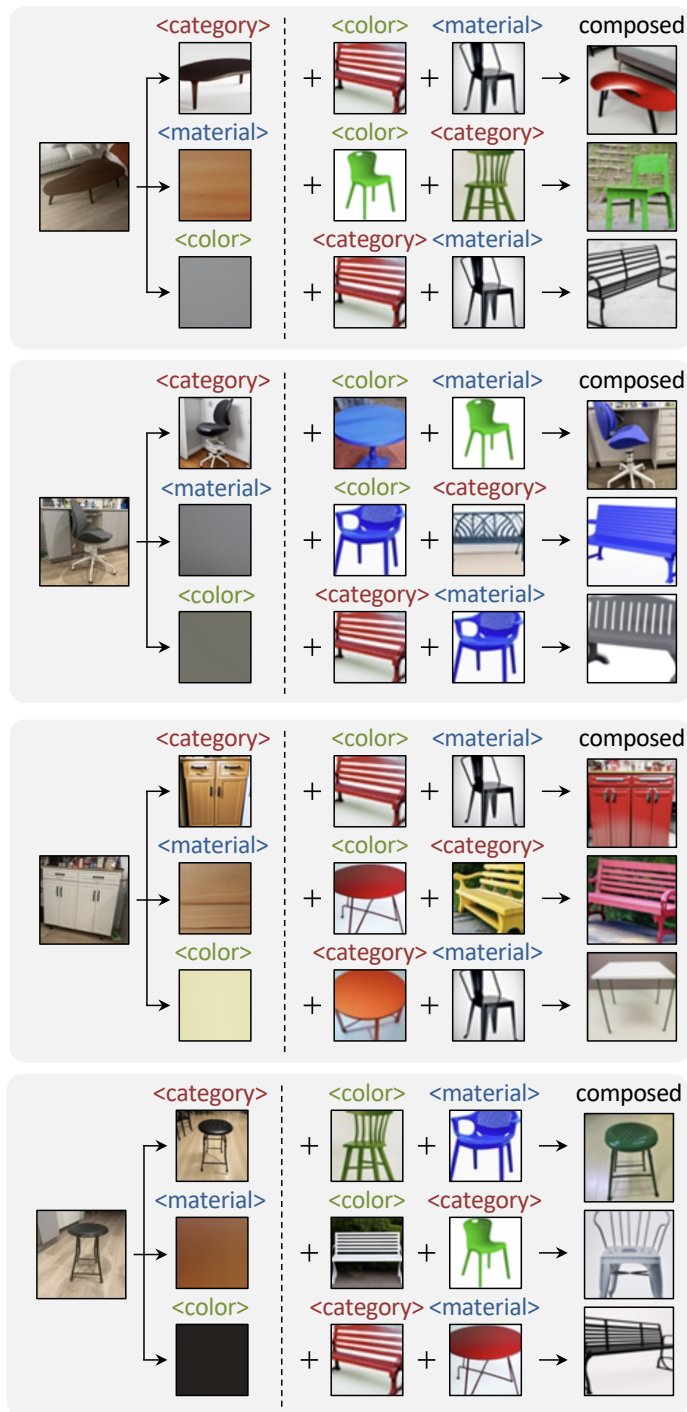 <category> <color> <material> composed
+ + →
<material> <color> <category>
+ + →
<color> <category> <material>
+ + →
<category> <color> <material> composed
+ + →
<material> <color> <category>
+ + →
<color> <category> <material>
+ + →
<category> <color> <material> composed
+ + →
<material> <color> <category>
+ + →
<color> <category> <material>
+ + →
<category> <color> <material> composed
+ + →
<material> <color> <category>
+ + →
<color> <category> <material>
+ + →